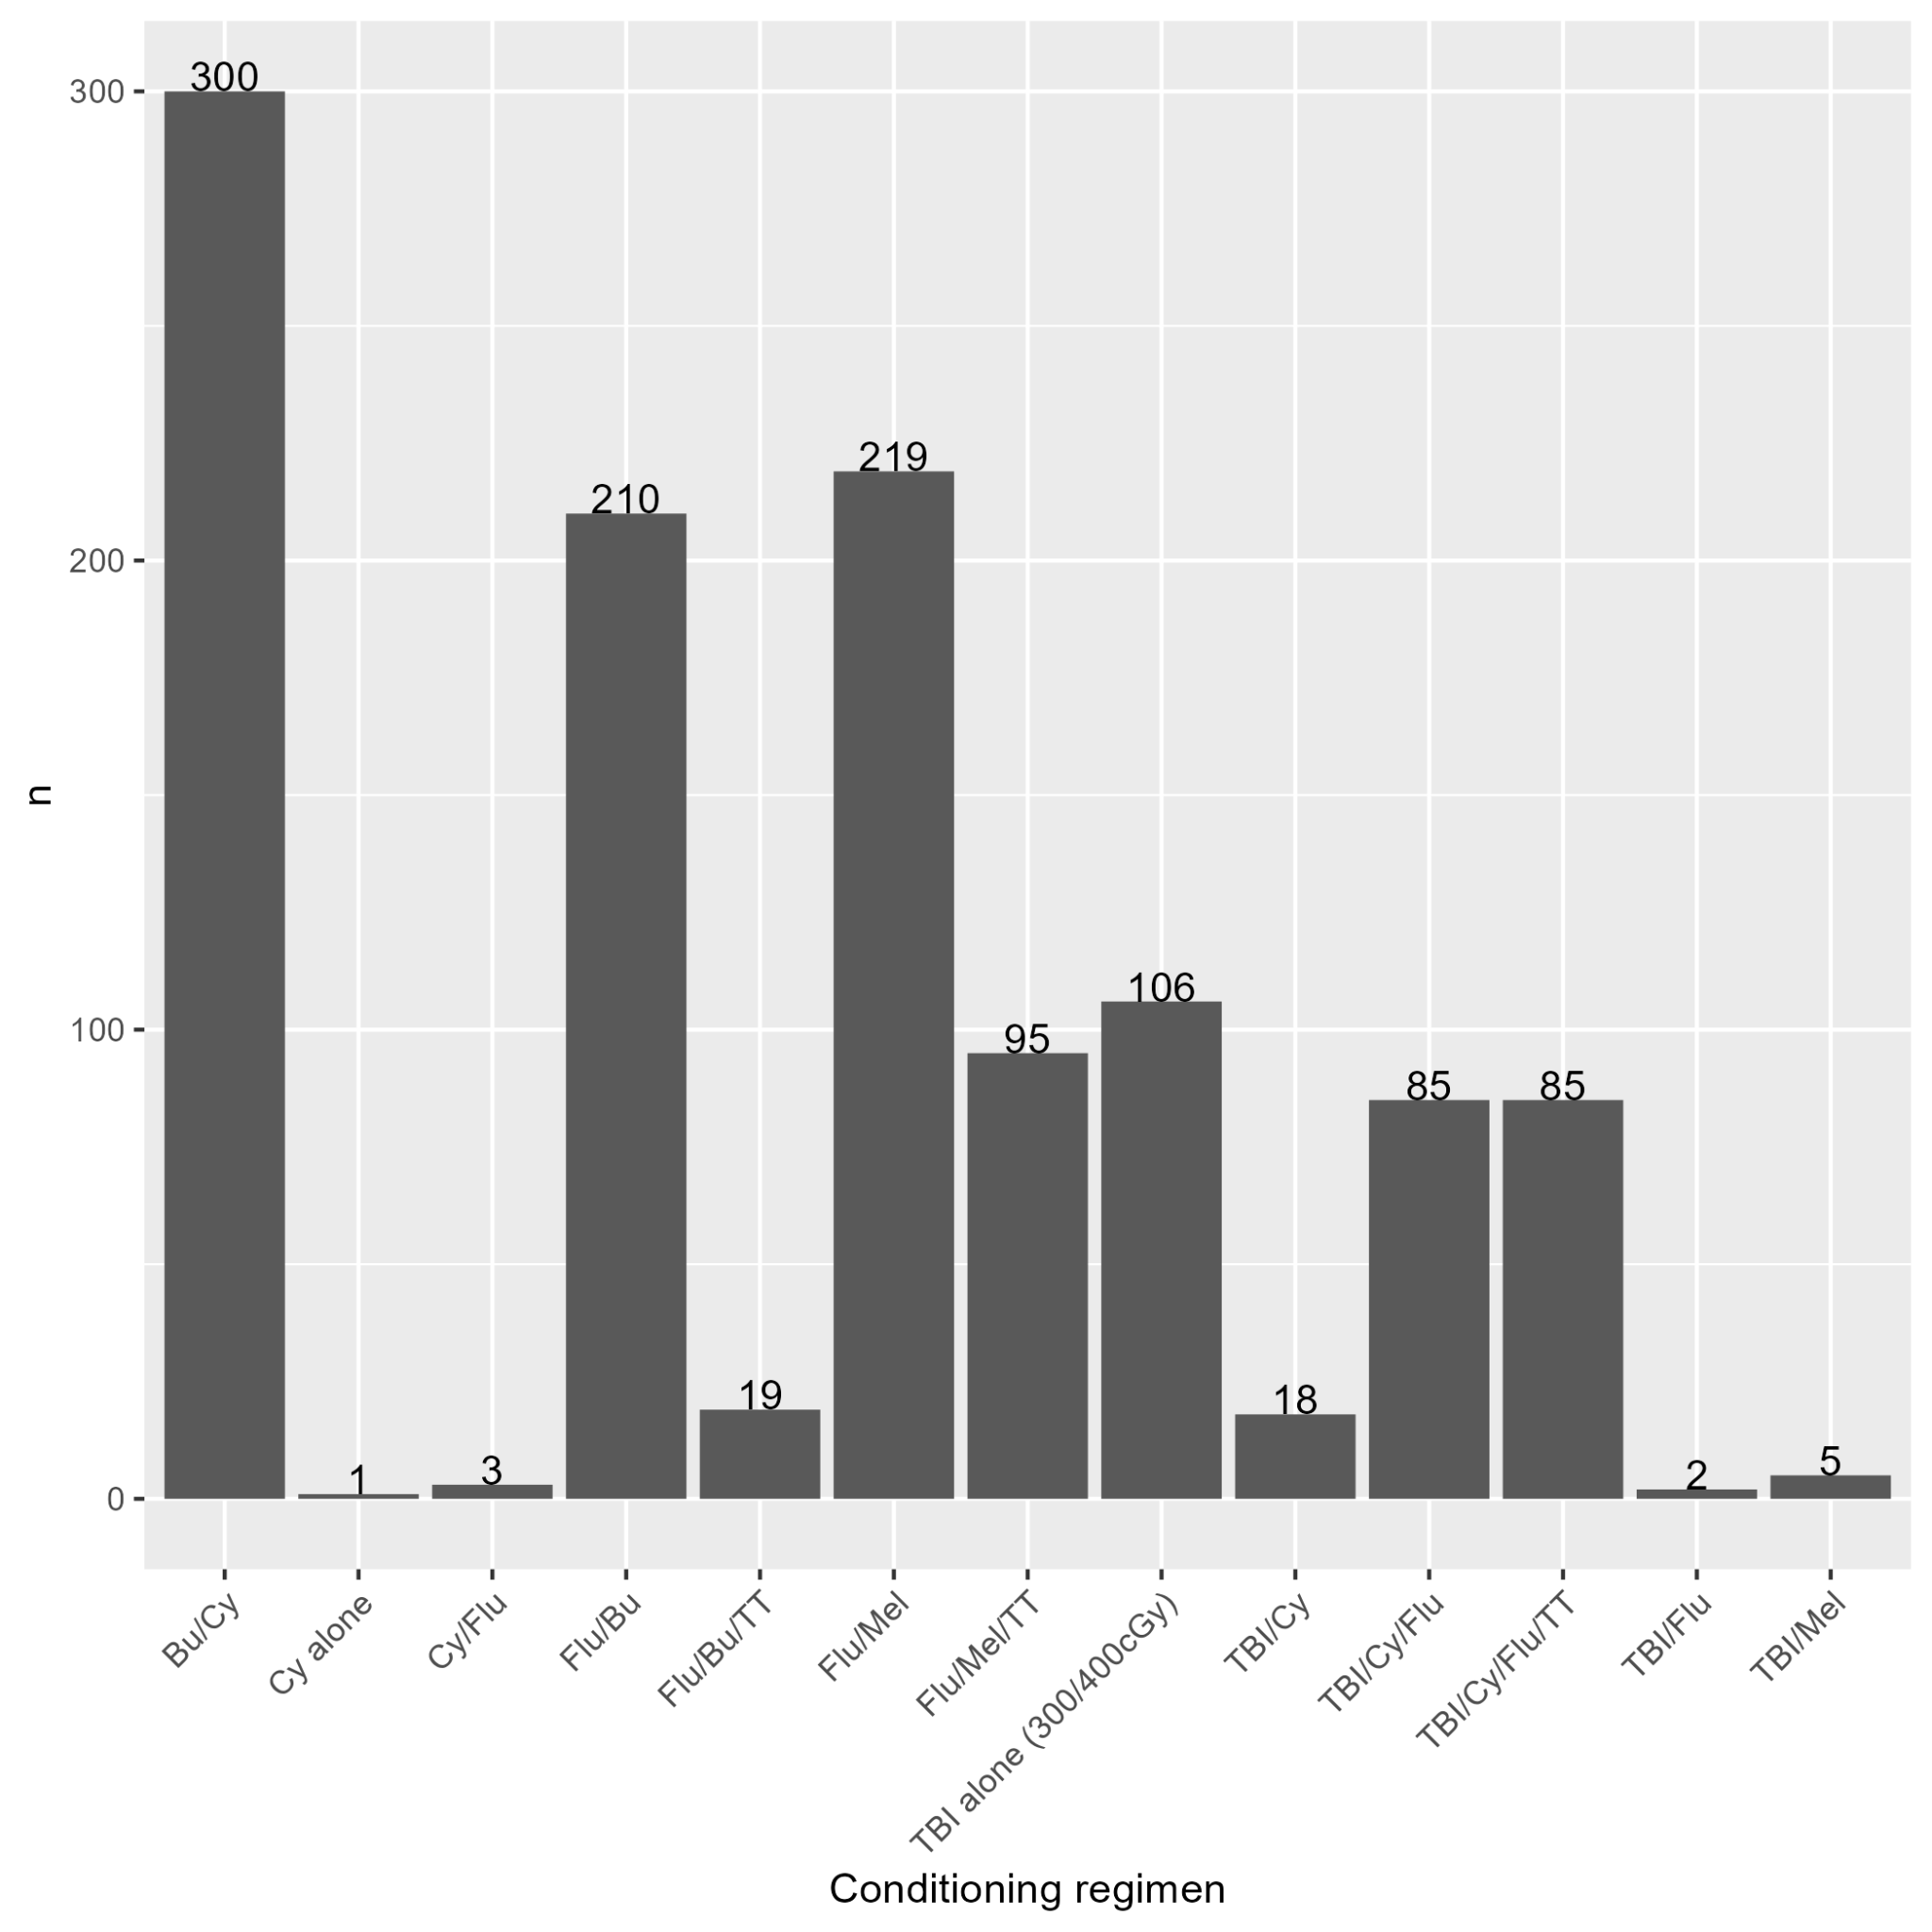 300
200
100
0
n
300
1
3
210
19
219
95
106
18
85
85
2
5
Bu/Cy
Cy alone
Cy/Flu
Flu/Bu
Flu/Bu/TT
Flu/Mel
Flu/Mel/TT
TBI alone (300/400cGy)
TBI/Cy
TBI/Cy/Flu
TBI/Cy/Flu/TT
TBI/Flu
TBI/Mel
Conditioning regimen